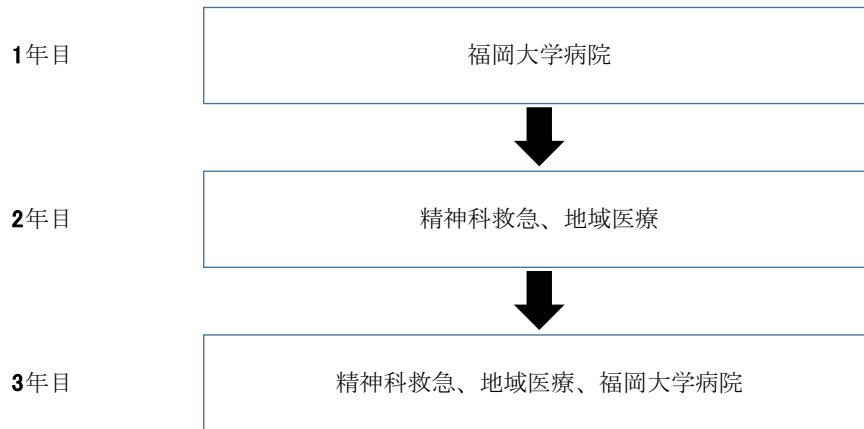 1年目
福岡大学病院
2年目
精神科救急、地域医療
3年目
精神科救急、地域医療、福岡大学病院